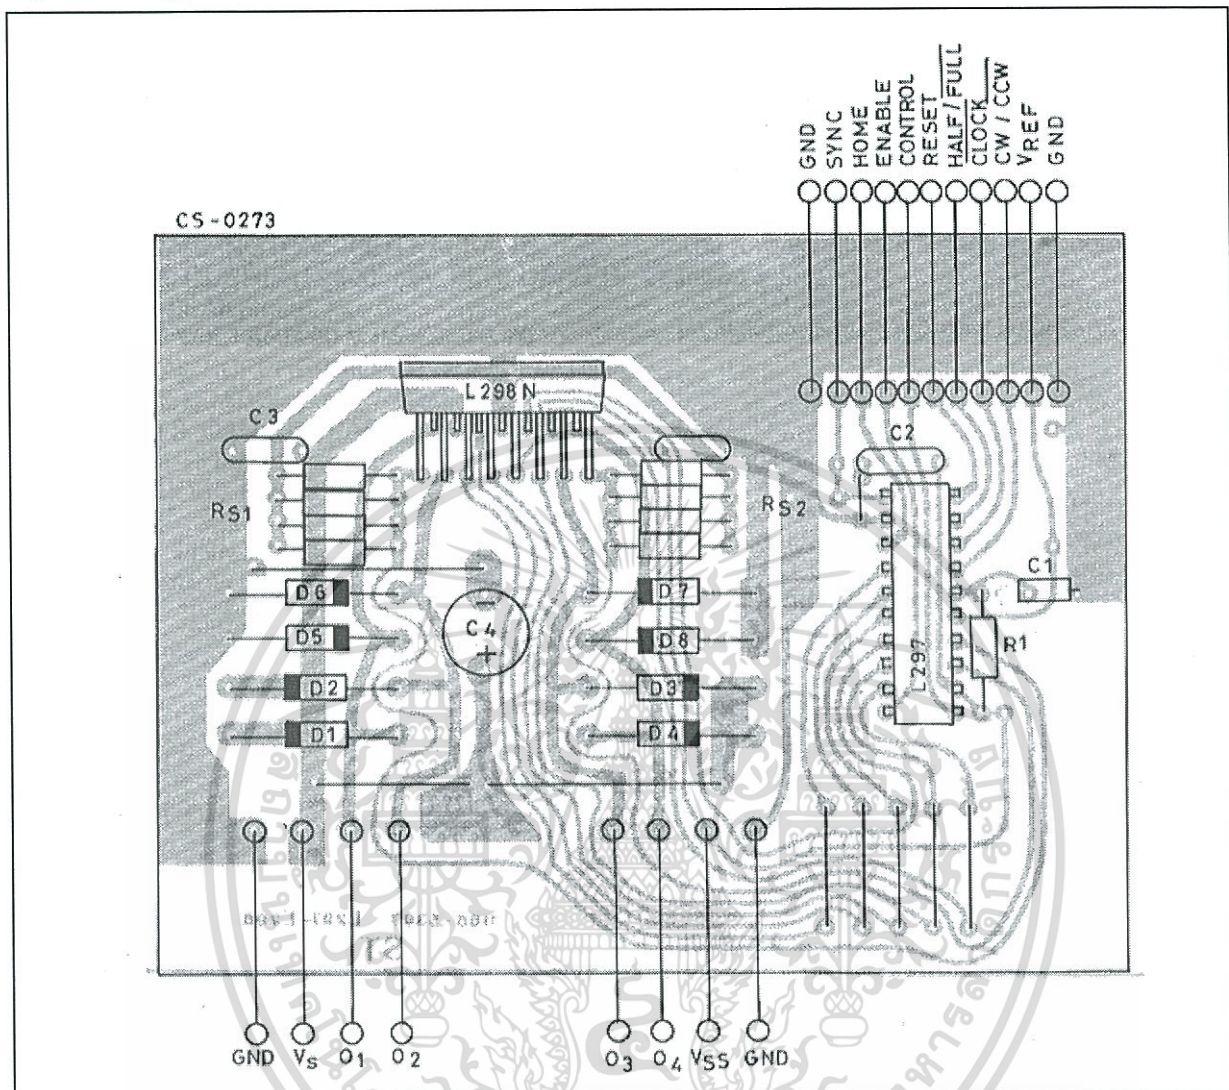 GND
SYNC
HOME
ENABLE
CONTROL
RESET
HALF/FULL
CLOCK
CW / CCW
VREF
GND
CS-0273
L298N
C3
C2
RS1
RS2
C1
D6
D7
C4
D5
D8
R1
L297
D2
D3
D1
D4
GND
VS
O1
O2
O3
O4
VSS
GND